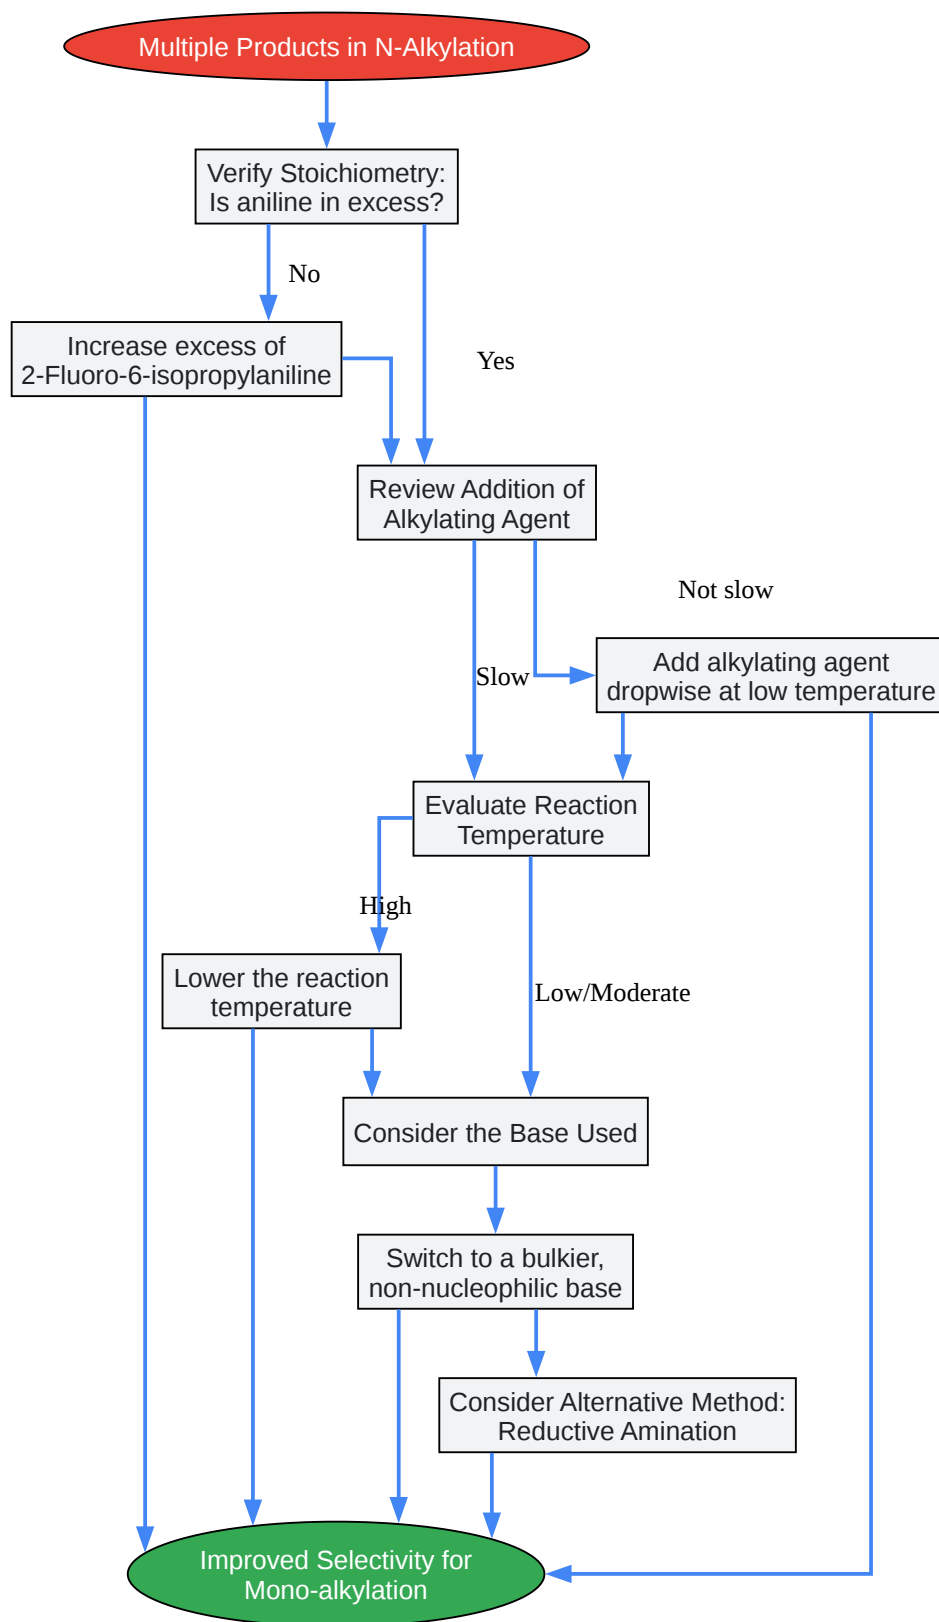 Multiple Products in N-Alkylation
Verify Stoichiometry:
Is aniline in excess?
No
Increase excess of
2-Fluoro-6-isopropylaniline
Yes
Review Addition of
Alkylating Agent
Not slow
Slow
Add alkylating agent
dropwise at low temperature
Evaluate Reaction
Temperature
High
Lower the reaction
temperature
Low/Moderate
Consider the Base Used
Switch to a bulkier,
non-nucleophilic base
Consider Alternative Method:
Reductive Amination
Improved Selectivity for
Mono-alkylation